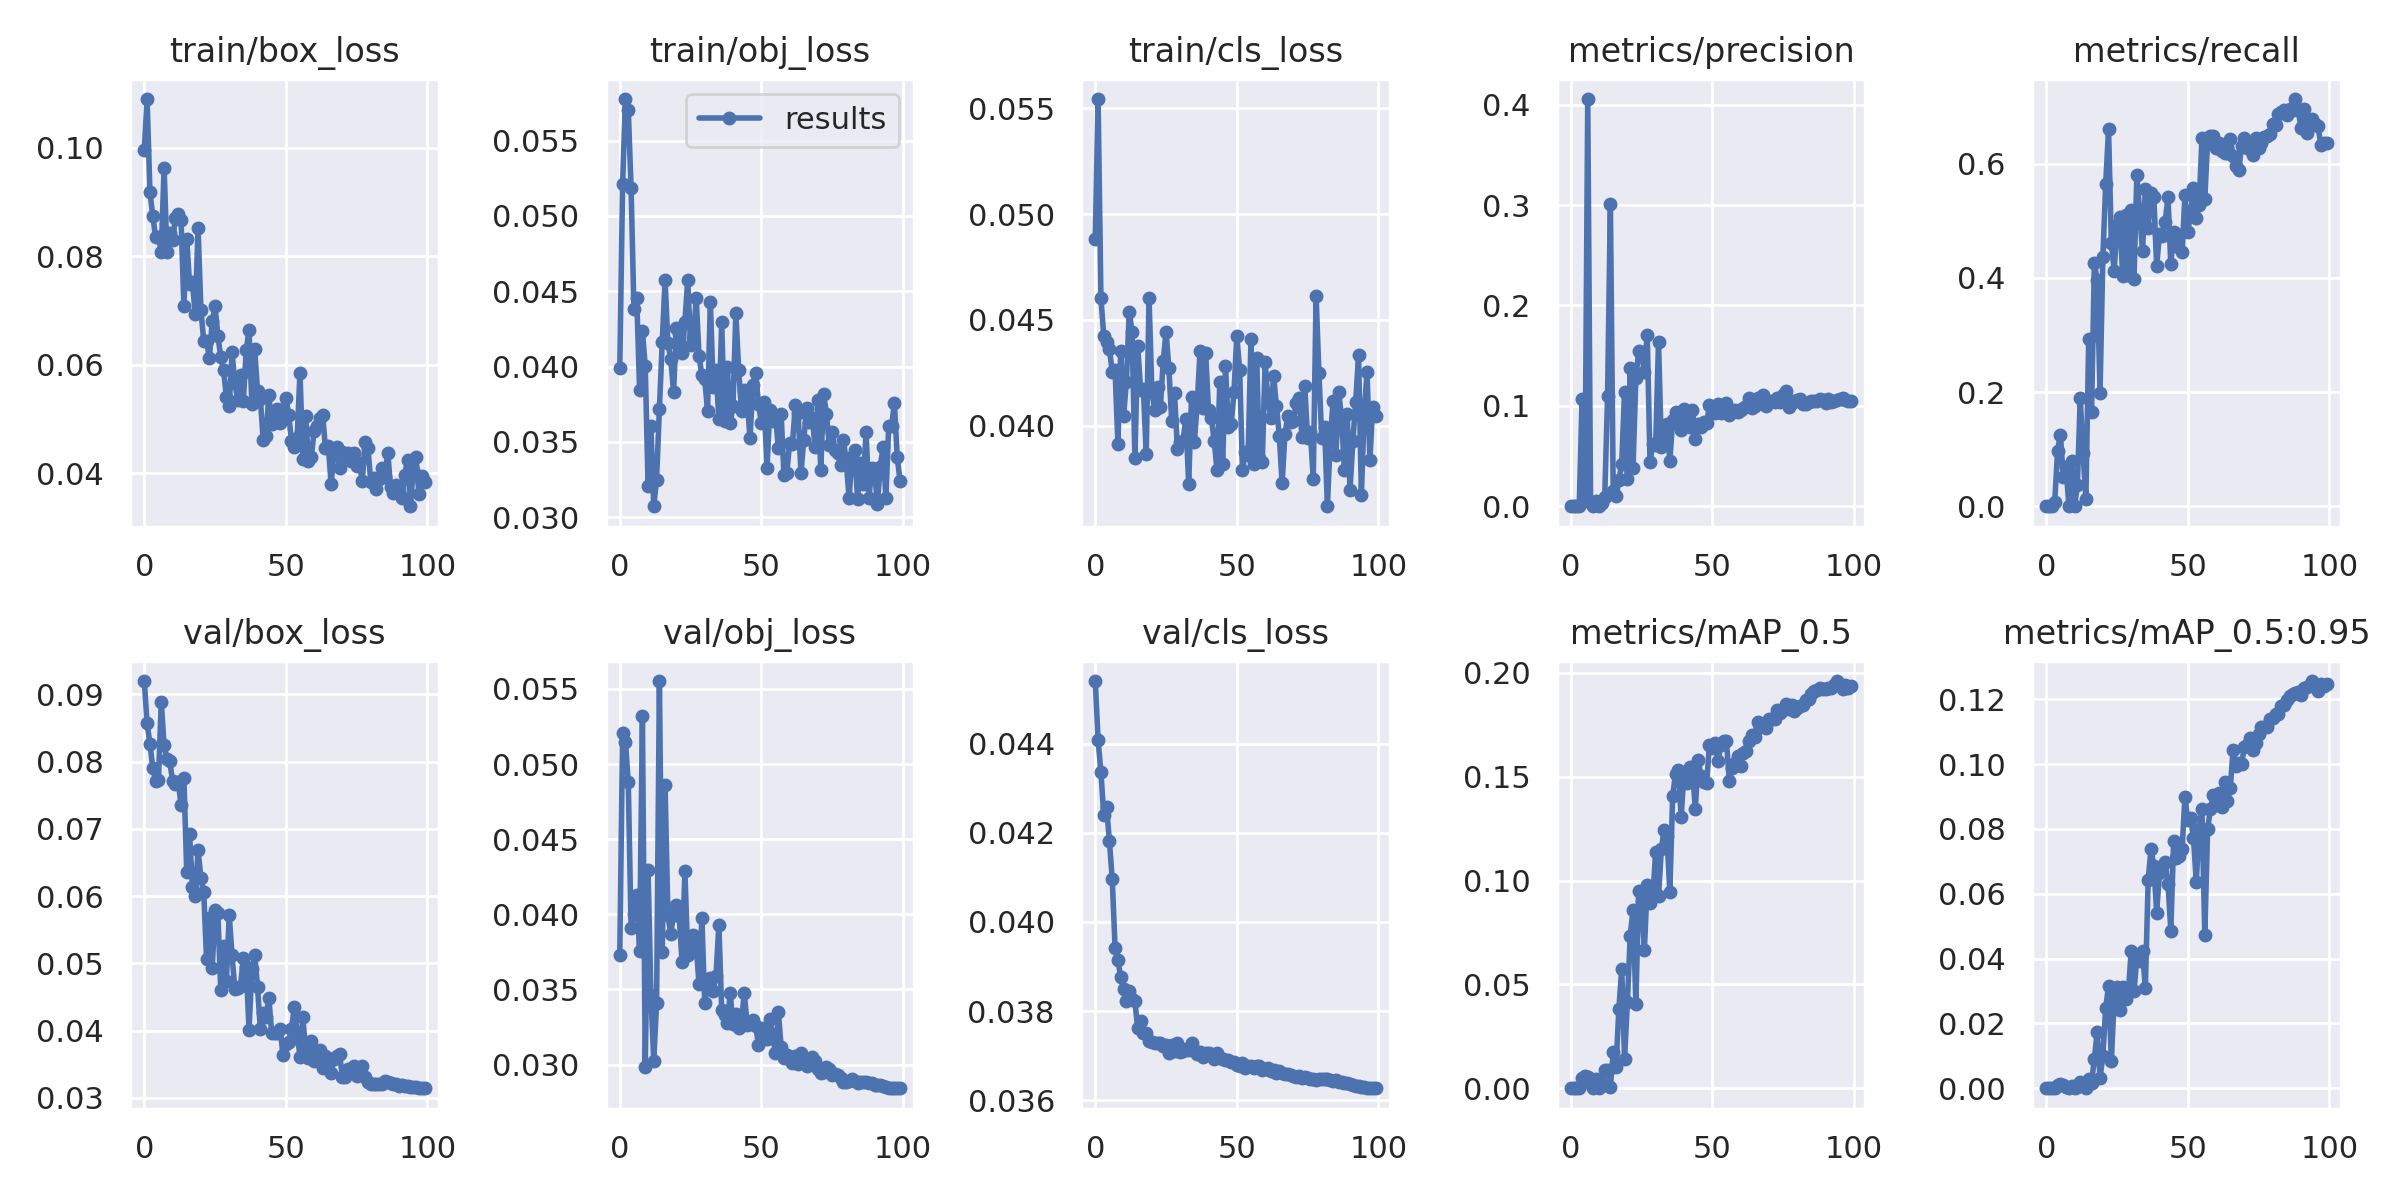 train/box_loss
0.10
0.08
0.06
0.04
0 50 100
train/obj_loss
results
0.055
0.050
0.045
0.040
0.035
0.030
0 50 100
train/cls_loss
0.055
0.050
0.045
0.040
0 50 100
metrics/precision
0.4
0.3
0.2
0.1
0.0
0 50 100
metrics/recall
0.6
0.4
0.2
0.0
0 50 100
val/box_loss
0.09
0.08
0.07
0.06
0.05
0.04
0.03
0 50 100
val/obj_loss
0.055
0.050
0.045
0.040
0.035
0.030
0 50 100
val/cls_loss
0.044
0.042
0.040
0.038
0.036
0 50 100
metrics/mAP_0.5
0.20
0.15
0.10
0.05
0.00
0 50 100
metrics/mAP_0.5:0.95
0.12
0.10
0.08
0.06
0.04
0.02
0.00
0 50 100